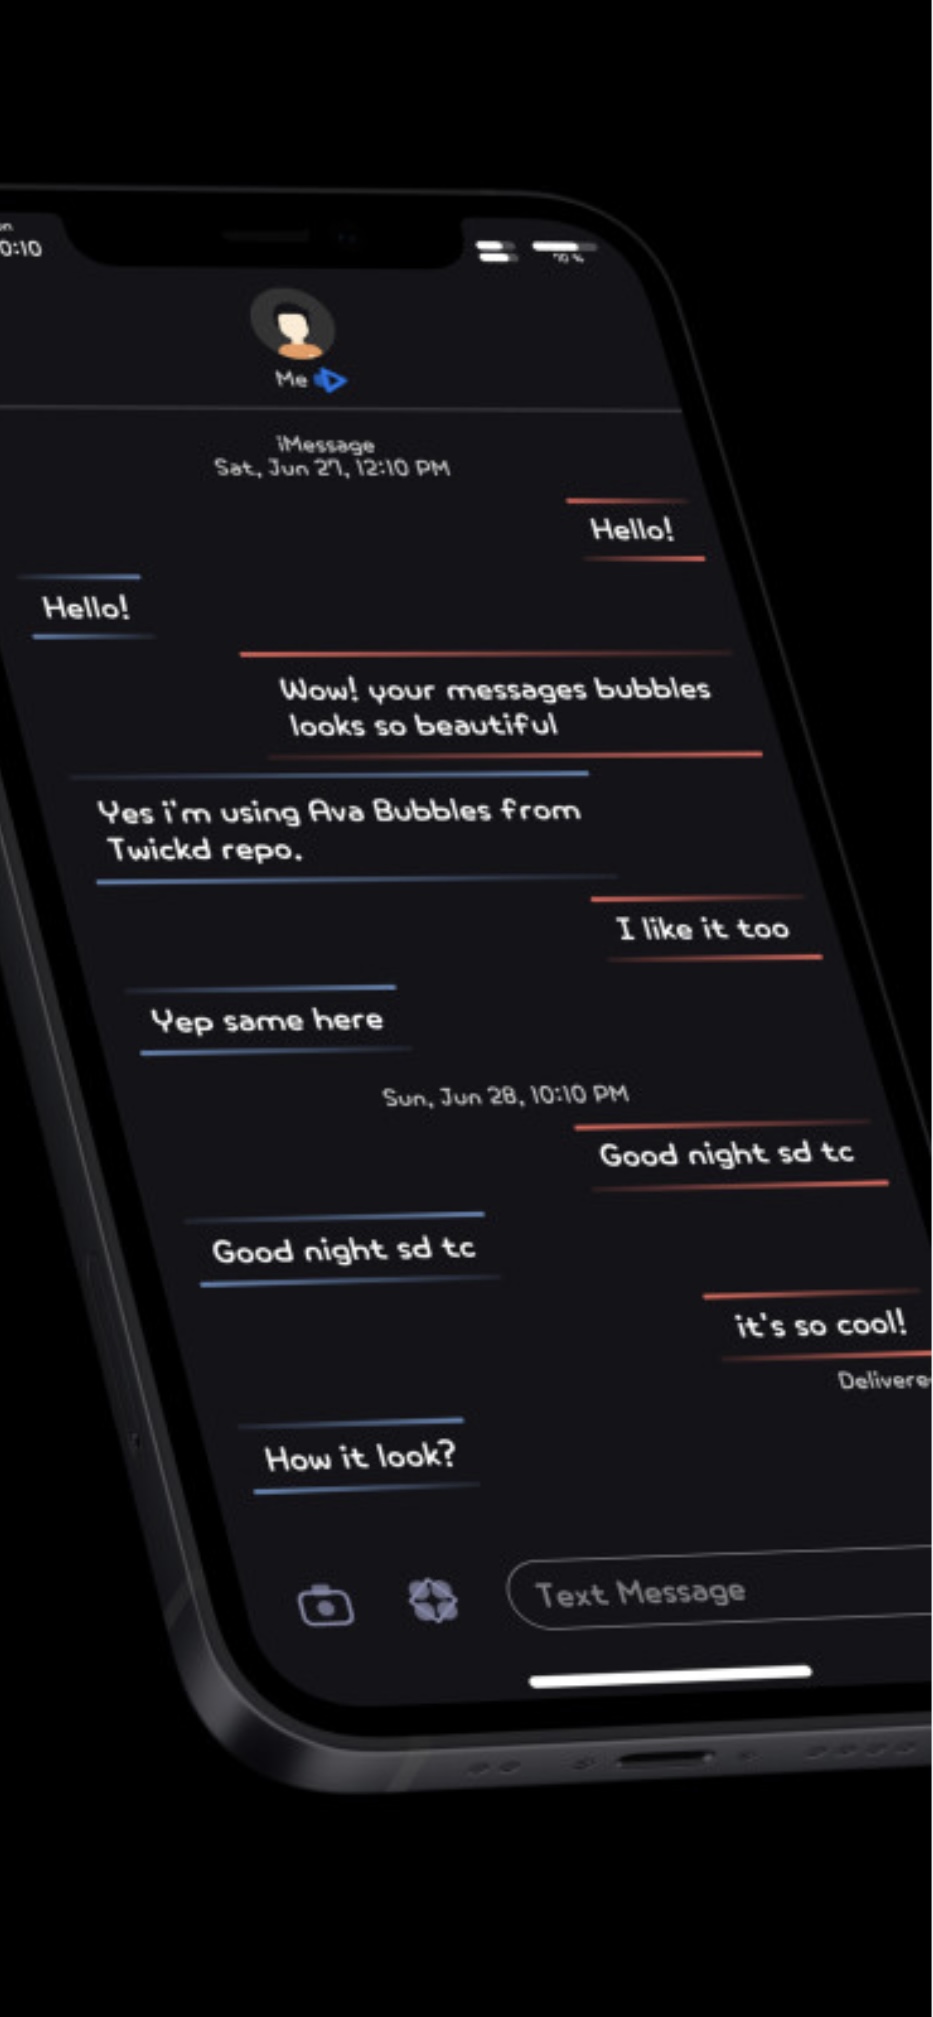 0:10
70 %
Me
iMessage
Sat, Jun 27, 12:10 PM
Hello!
Hello!
Wow! your messages bubbles
looks so beautiful
Yes i'm using Ava Bubbles from
Twickd repo.
I like it too
Yep same here
Sun, Jun 28, 10:10 PM
Good night sd tc
Good night sd tc
it's so cool!
Delivere
How it look?
Text Message